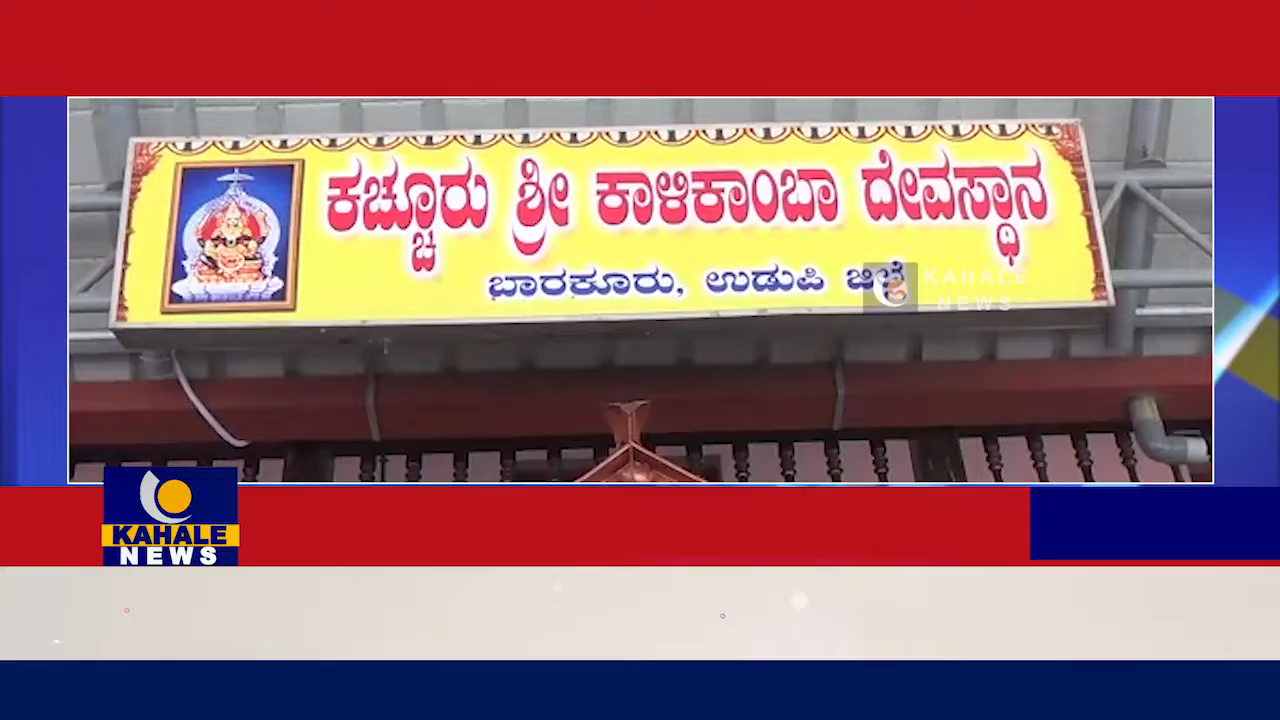 ಕಚ್ಚೂರು ಶ್ರೀ ಕಾಳಿಕಾಂಬಾ ದೇವಸ್ಥಾನ
ಬಾರಕೂರು, ಉಡುಪಿ ಜಿಲ್ಲೆ
KAHALE
NEWS
KAHALE
NEWS